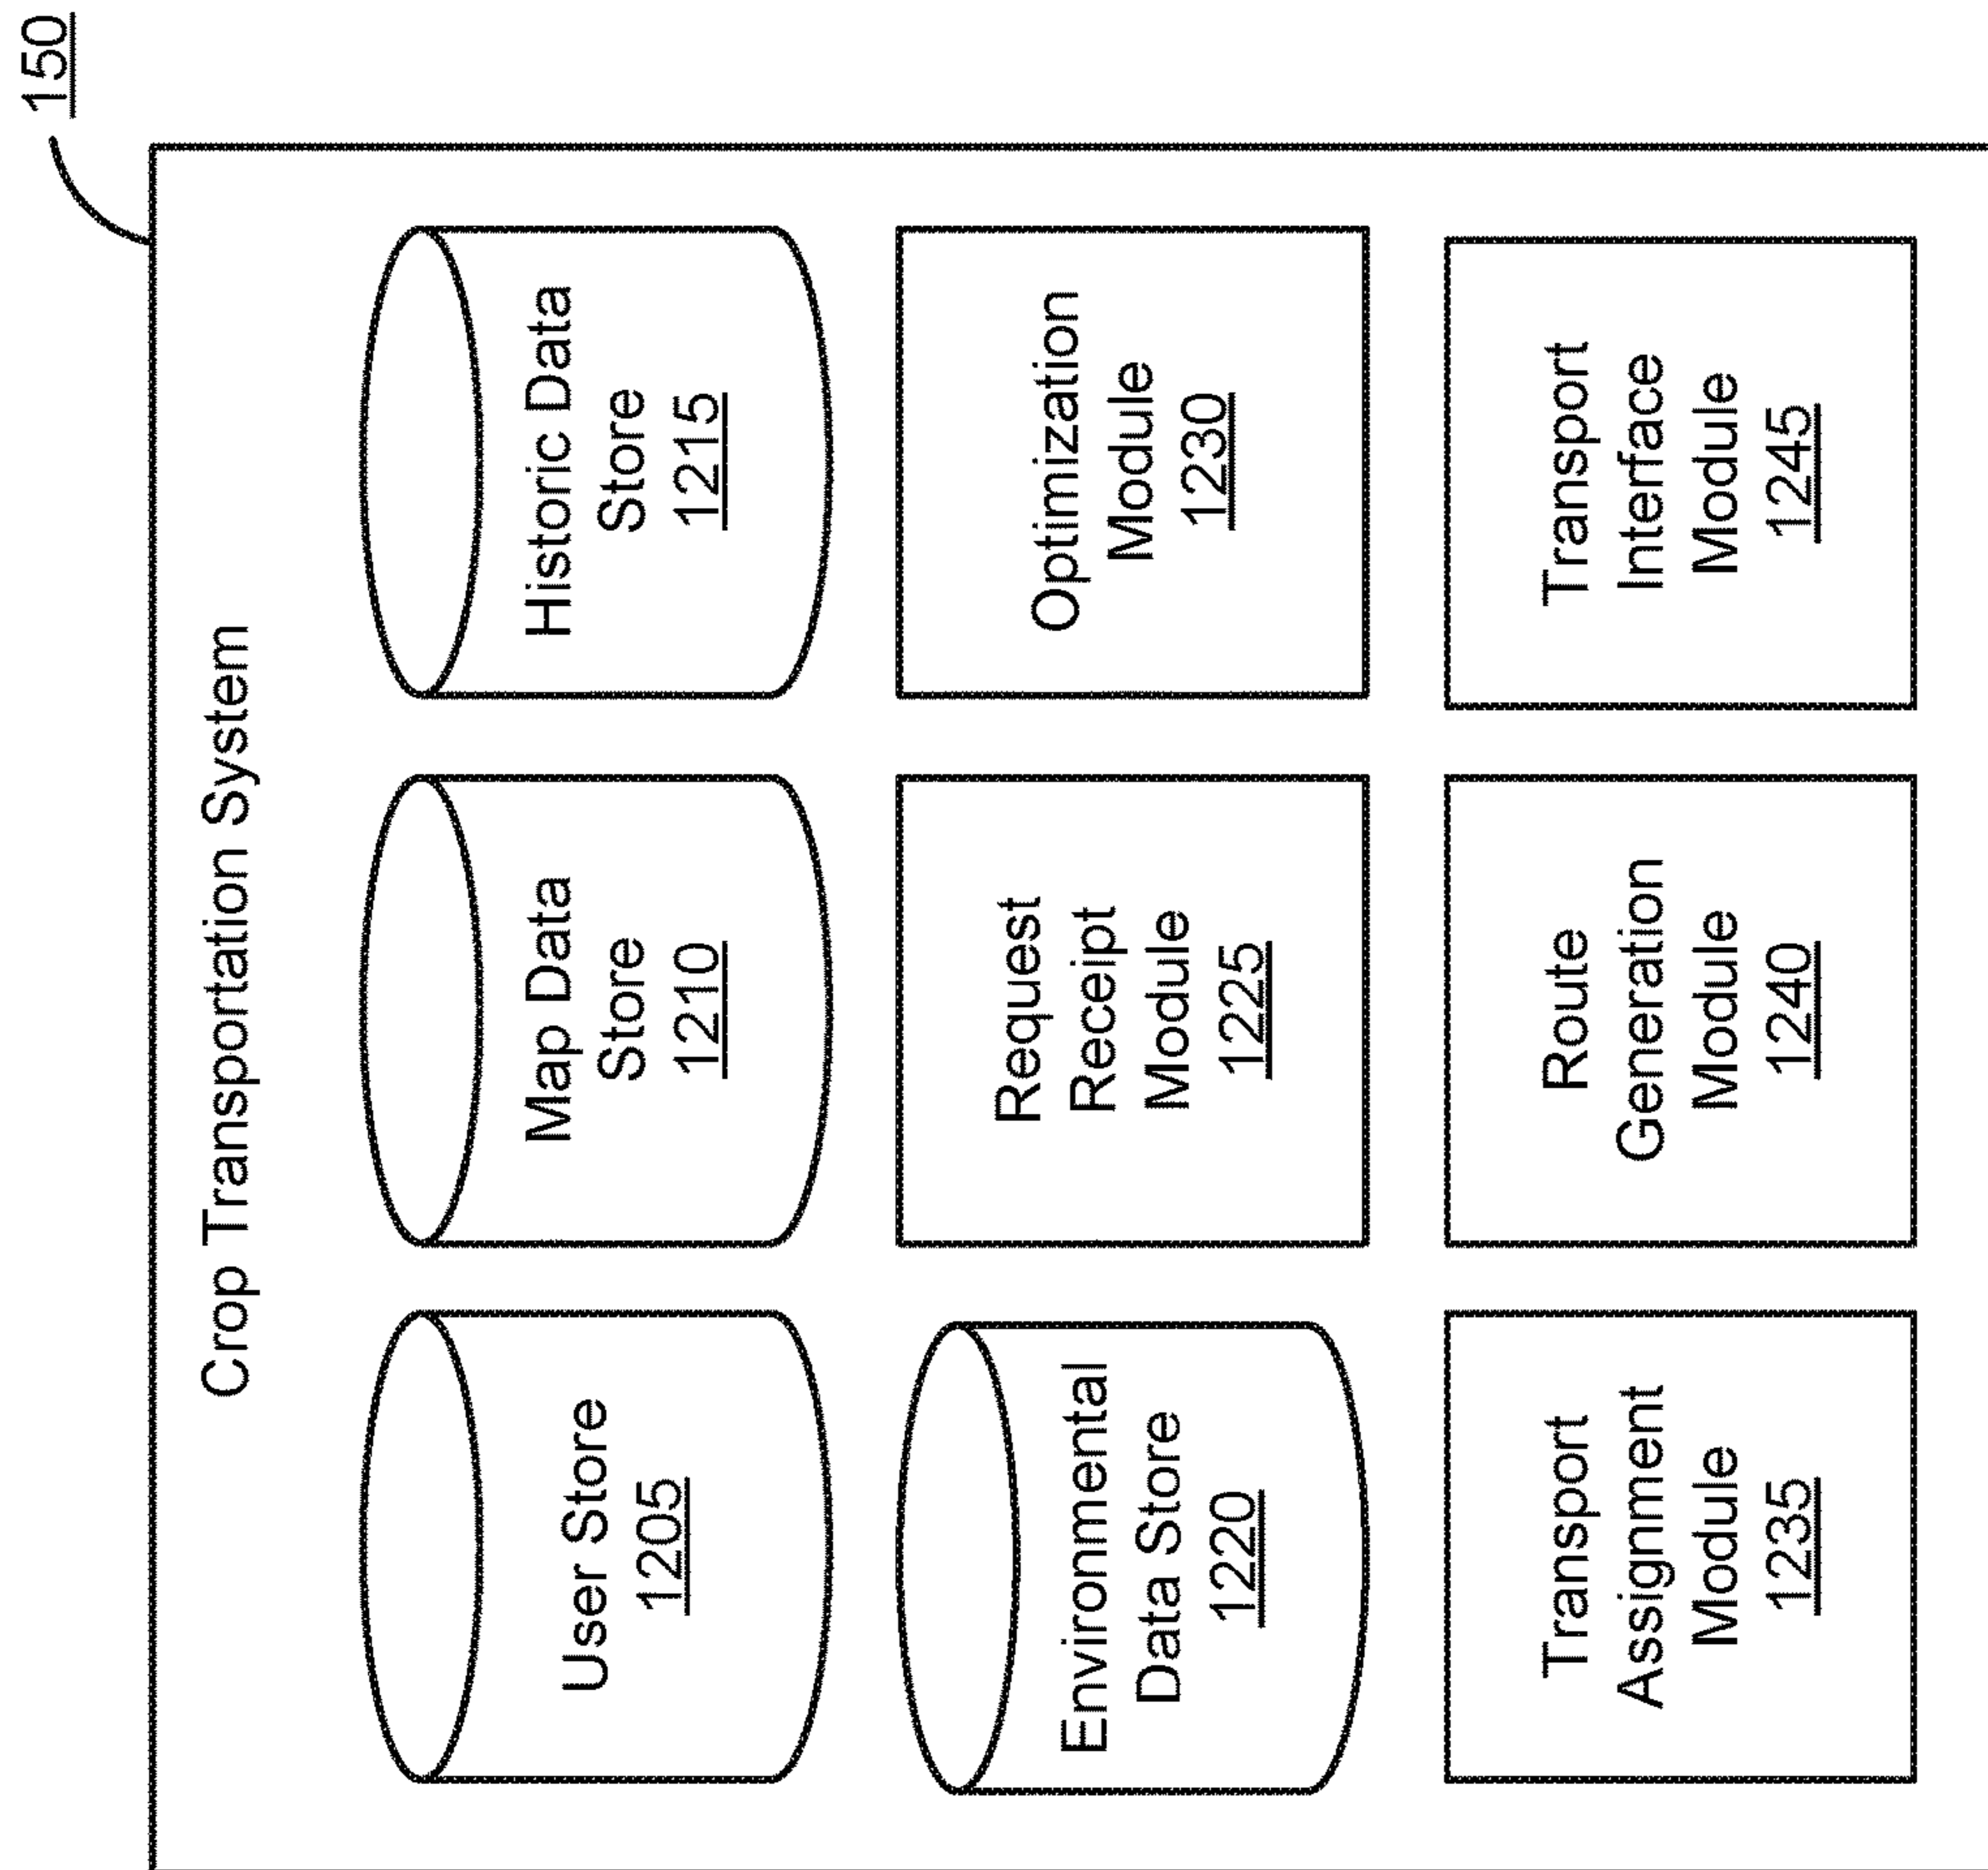 150
Crop Transportation System
User Store
1205
Map Data
Store
1210
Historic Data
Store
1215
Environmental
Data Store
1220
Request
Receipt
Module
1225
Optimization
Module
1230
Transport
Assignment
Module
1235
Route
Generation
Module
1240
Transport
Interface
Module
1245